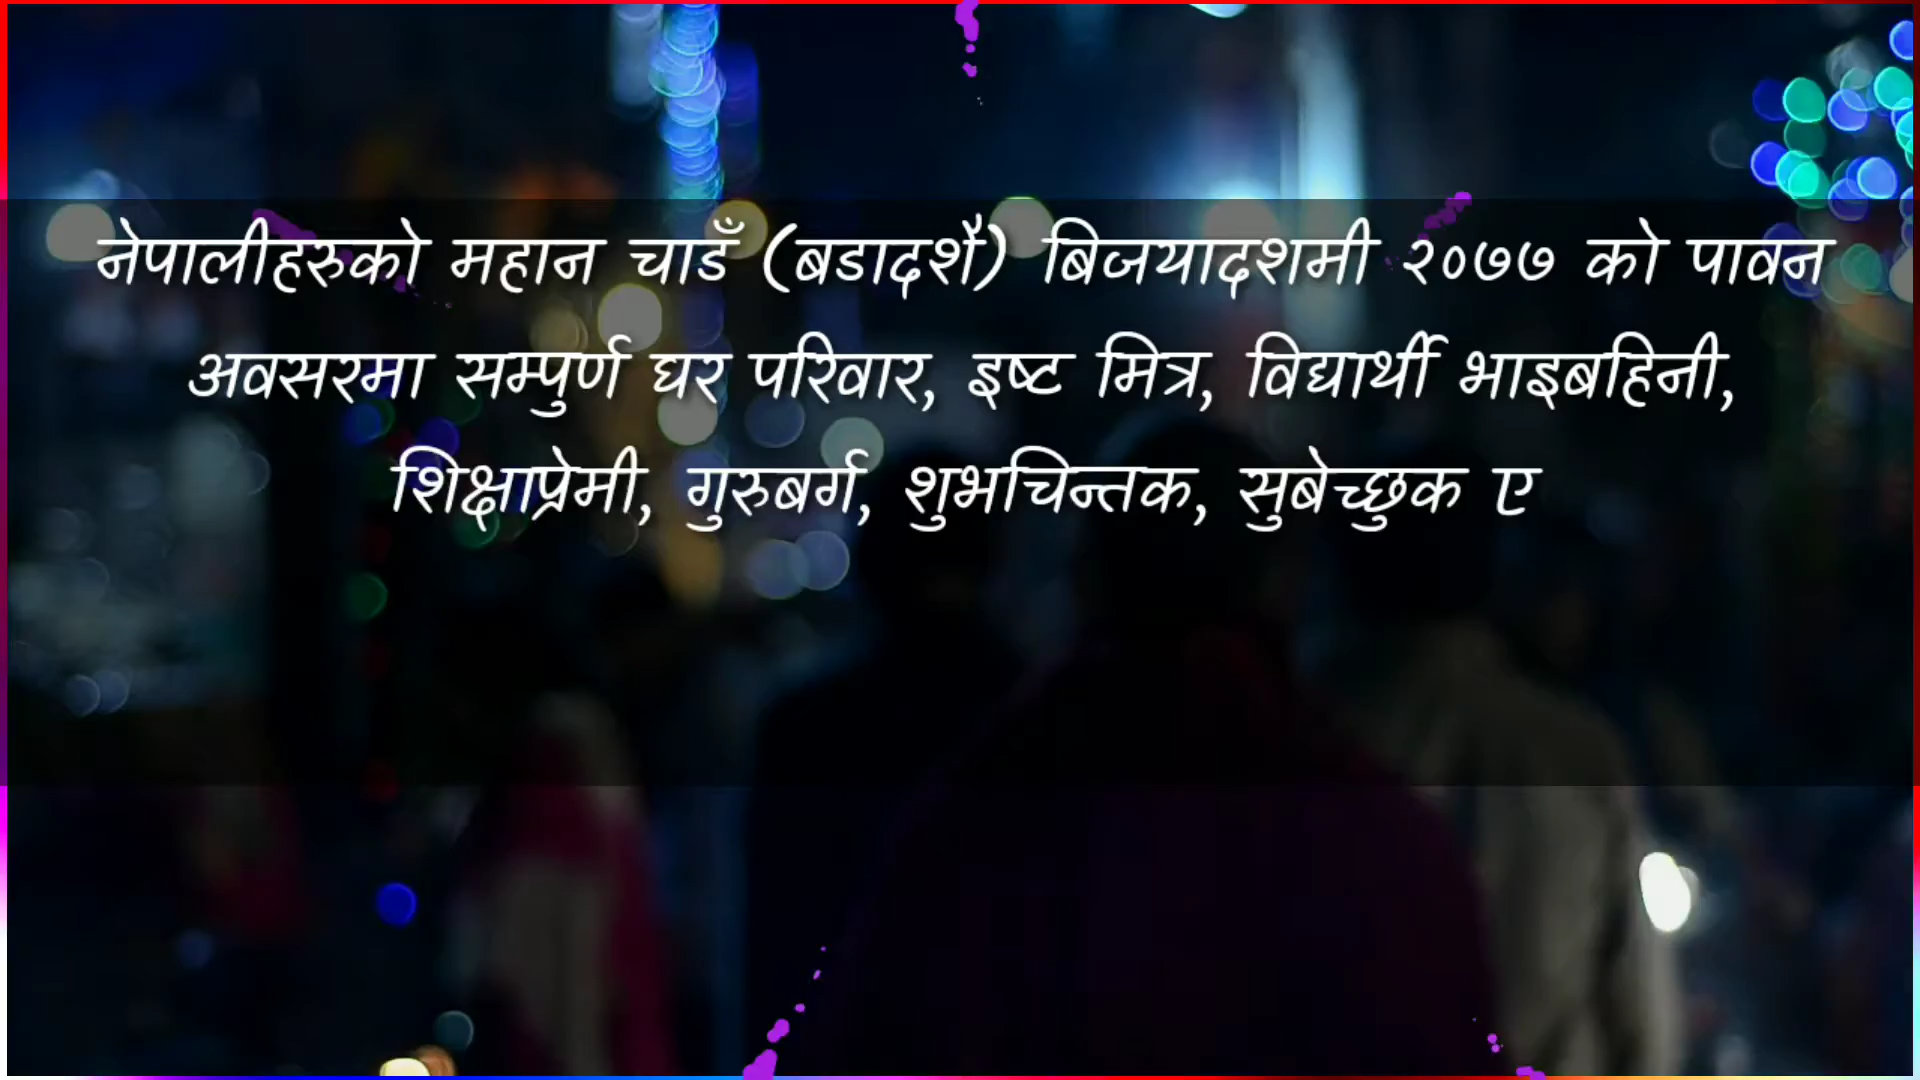 नेपालीहरुको महान चाडँ (बडादशै) बिजयादशमी २०७७ को पावन
अवसरमा सम्पुर्ण घर परिवार, इष्ट मित्र, विद्यार्थी भाइबहिनी,
शिक्षाप्रेमी, गुरुबर्ग, शुभचिन्तक, सुबेच्छुक ए